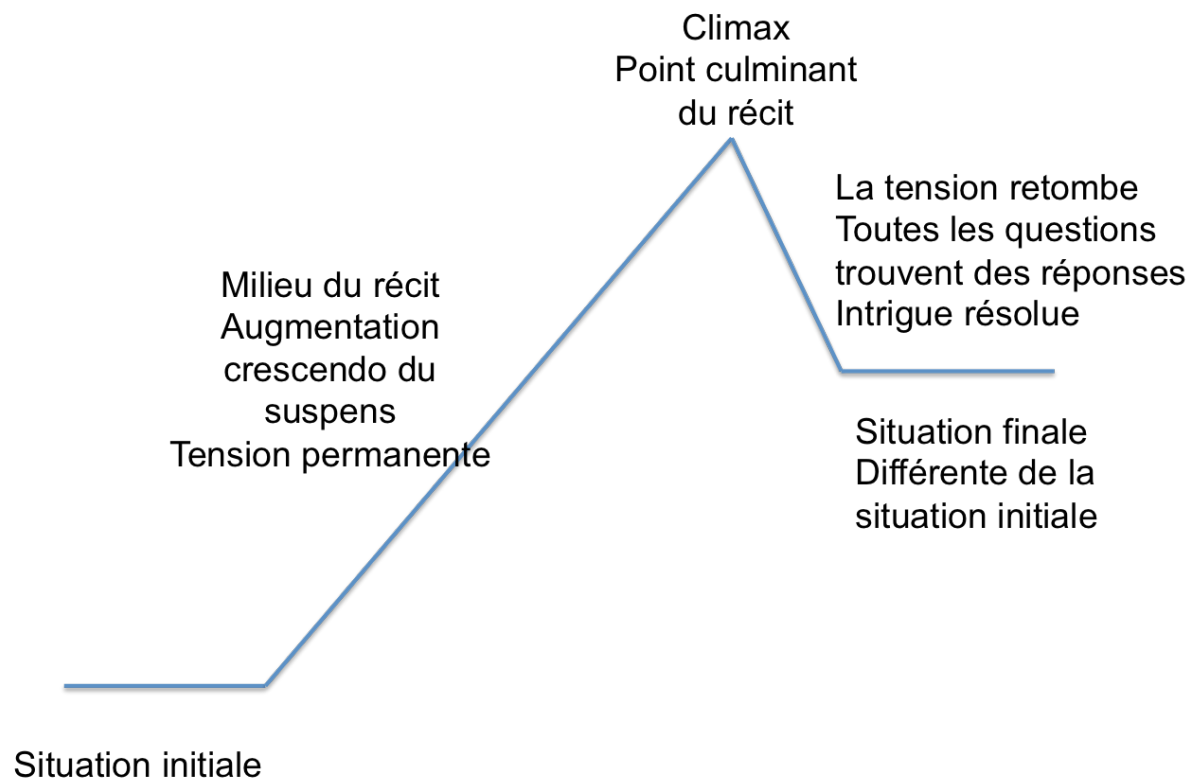 Climax
Point culminant
du récit
La tension retombe
Toutes les questions
trouvent des réponses
Intrigue résolue
Milieu du récit
Augmentation
crescendo du
suspens
Tension permanente
Situation finale
Différente de la
situation initiale
Situation initiale